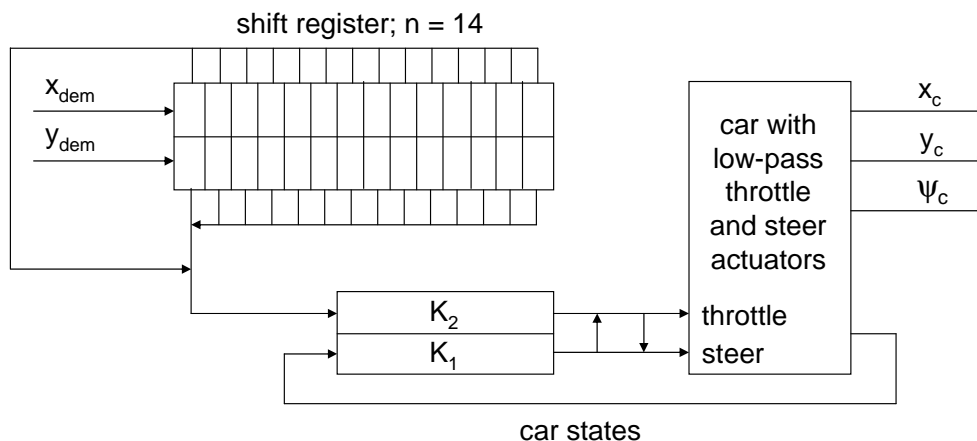 shift register; n = 14
x_dem
y_dem
car with
low-pass
throttle
and steer
actuators
throttle
steer
x_c
y_c
ψ_c
K_2
K_1
car states